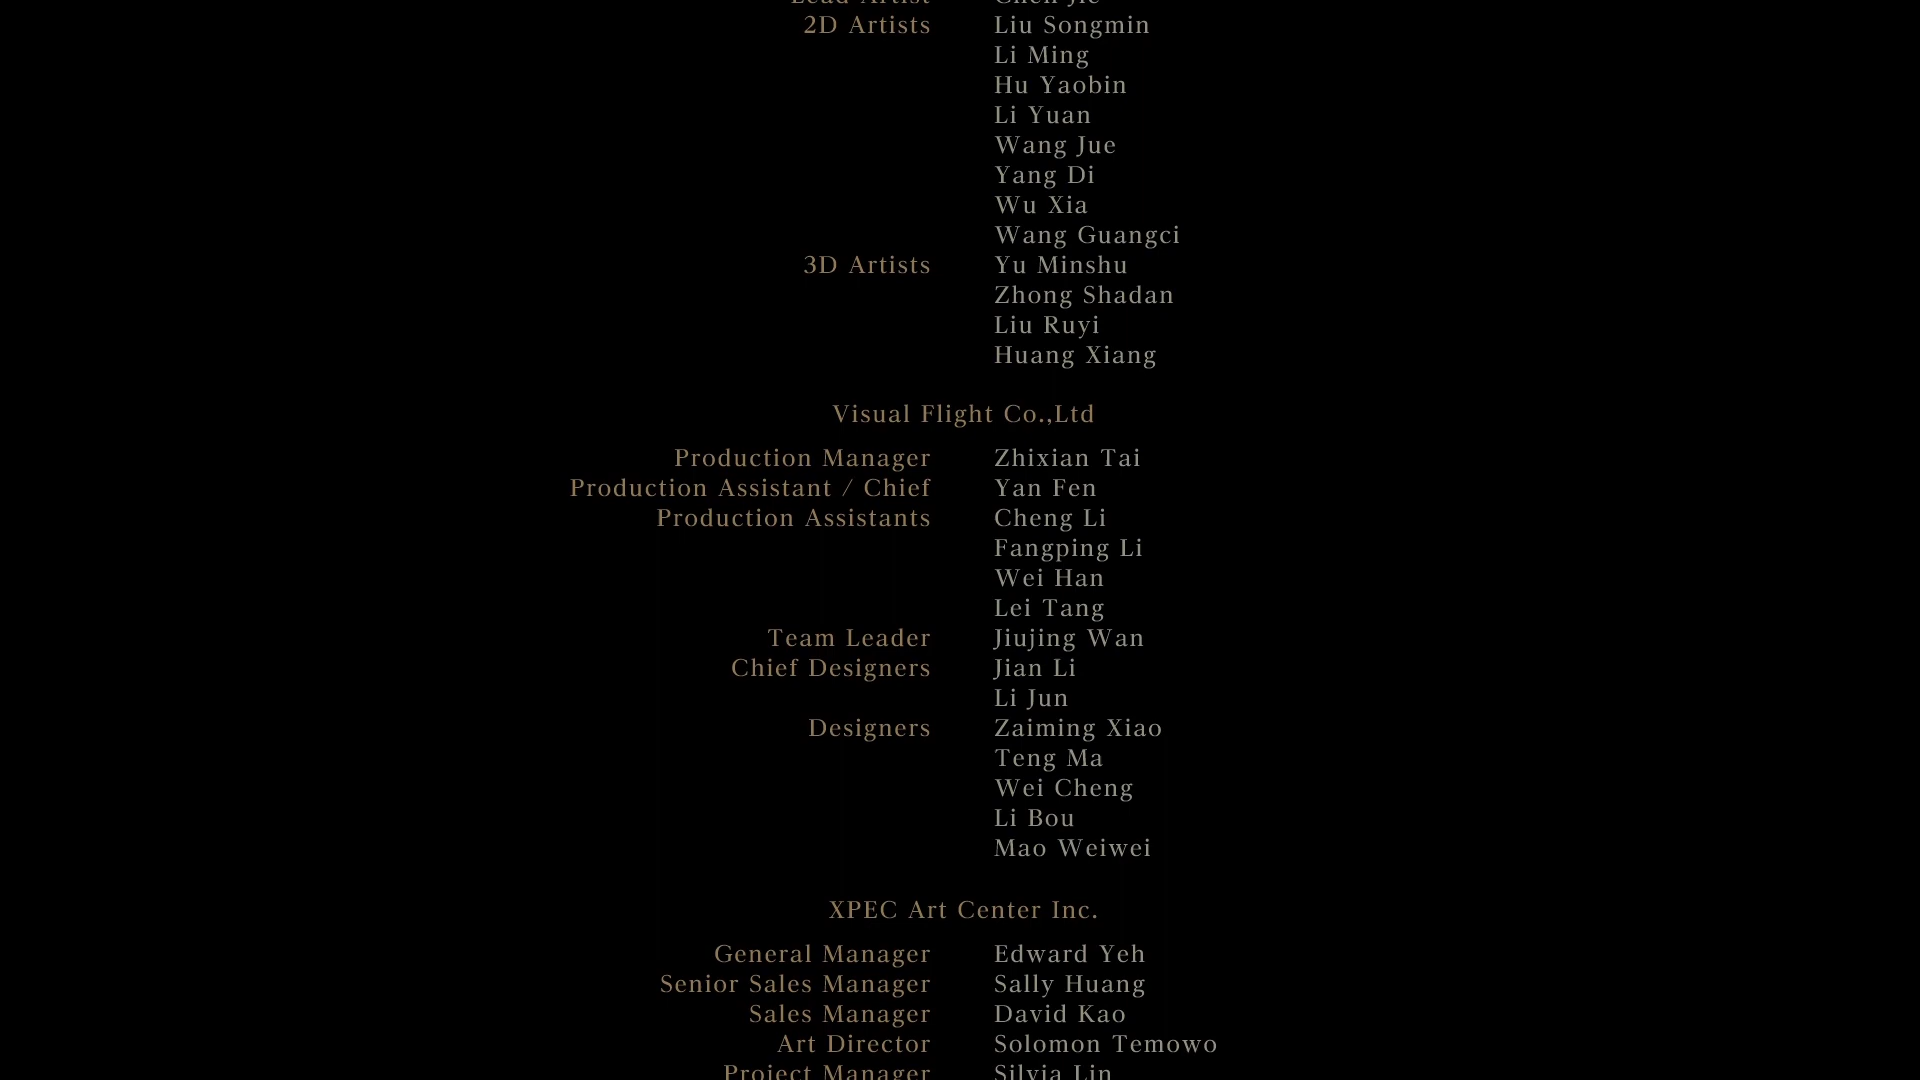 Lead Artist Chen Jie
2D Artists Liu Songmin
Li Ming
Hu Yaobin
Li Yuan
Wang Jue
Yang Di
Wu Xia
Wang Guangci
3D Artists Yu Minshu
Zhong Shadan
Liu Ruyi
Huang Xiang
Visual Flight Co.,Ltd
Production Manager Zhixian Tai
Production Assistant / Chief Yan Fen
Production Assistants Cheng Li
Fangping Li
Wei Han
Lei Tang
Team Leader Jiujing Wan
Chief Designers Jian Li
Li Jun
Designers Zaiming Xiao
Teng Ma
Wei Cheng
Li Bou
Mao Weiwei
XPEC Art Center Inc.
General Manager Edward Yeh
Senior Sales Manager Sally Huang
Sales Manager David Kao
Art Director Solomon Temowo
Project Manager Silvia Lin